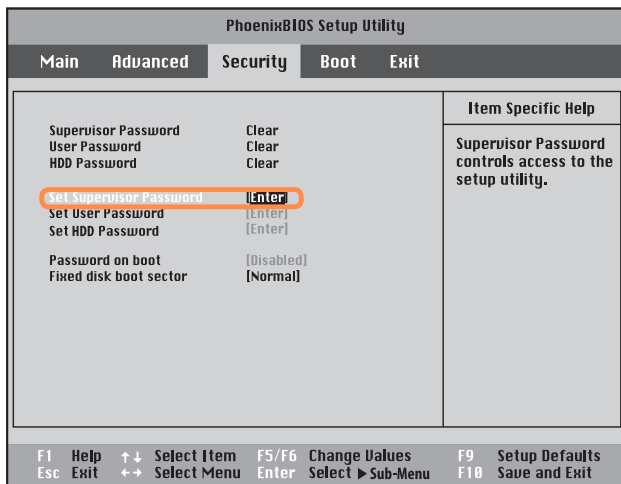 PhoenixBIOS Setup Utility
Main Advanced Security Boot Exit
Item Specific Help
Supervisor Password Clear
User Password Clear
HDD Password Clear
Set Supervisor Password [Enter]
Set User Password [Enter]
Set HDD Password [Enter]
Password on boot [Disabled]
Fixed disk boot sector [Normal]
Supervisor Password
controls access to the
setup utility.
F1 Help ↑↓ Select Item F5/F6 Change Values F9 Setup Defaults
Esc Exit ←→ Select Menu Enter Select ▶Sub-Menu F10 Save and Exit